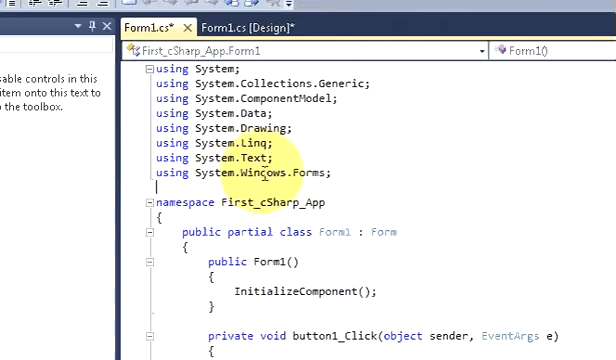 Form1.cs* × Form1.cs [Design]*
First_cSharp_App.Form1 Form1()
sable controls in this
item onto this text to
o the toolbox.
using System;
using System.Collections.Generic;
using System.ComponentModel;
using System.Data;
using System.Drawing;
using System.Linq;
using System.Text;
using System.Windows.Forms;
namespace First_cSharp_App
{
public partial class Form1 : Form
{
public Form1()
{
InitializeComponent();
}
private void button1_Click(object sender, EventArgs e)
{